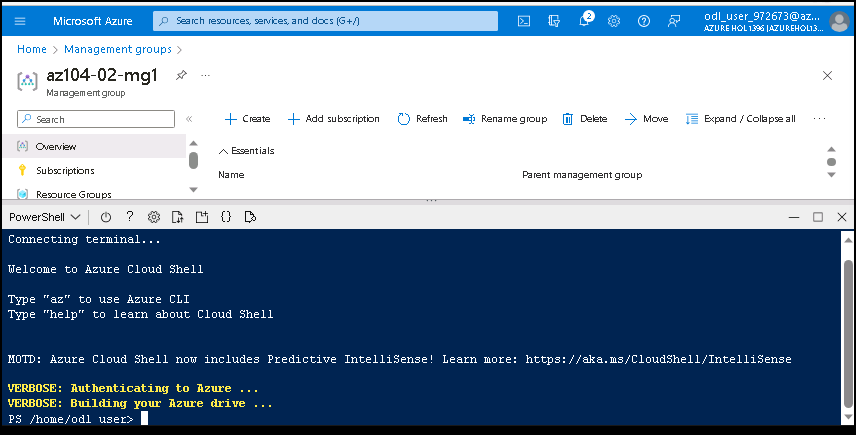 Microsoft Azure
Search resources, services, and docs (G+/)
2
odl_user_972673@az...
AZURE HOL 1396 (AZUREHOL13...
Home > Management groups >
az104-02-mg1
...
Management group
Search
«
Create
Add subscription
Refresh
Rename group
Delete
Move
Expand / Collapse all
...
Overview
Subscriptions
Resource Groups
Essentials
Name
Parent management group
PowerShell
?
{}
Connecting terminal...
Welcome to Azure Cloud Shell
Type "az" to use Azure CLI
Type "help" to learn about Cloud Shell
MOTD: Azure Cloud Shell now includes Predictive IntelliSense! Learn more: https://aka.ms/CloudShell/IntelliSense
VERBOSE: Authenticating to Azure ...
VERBOSE: Building your Azure drive ...
PS /home/odl_user>